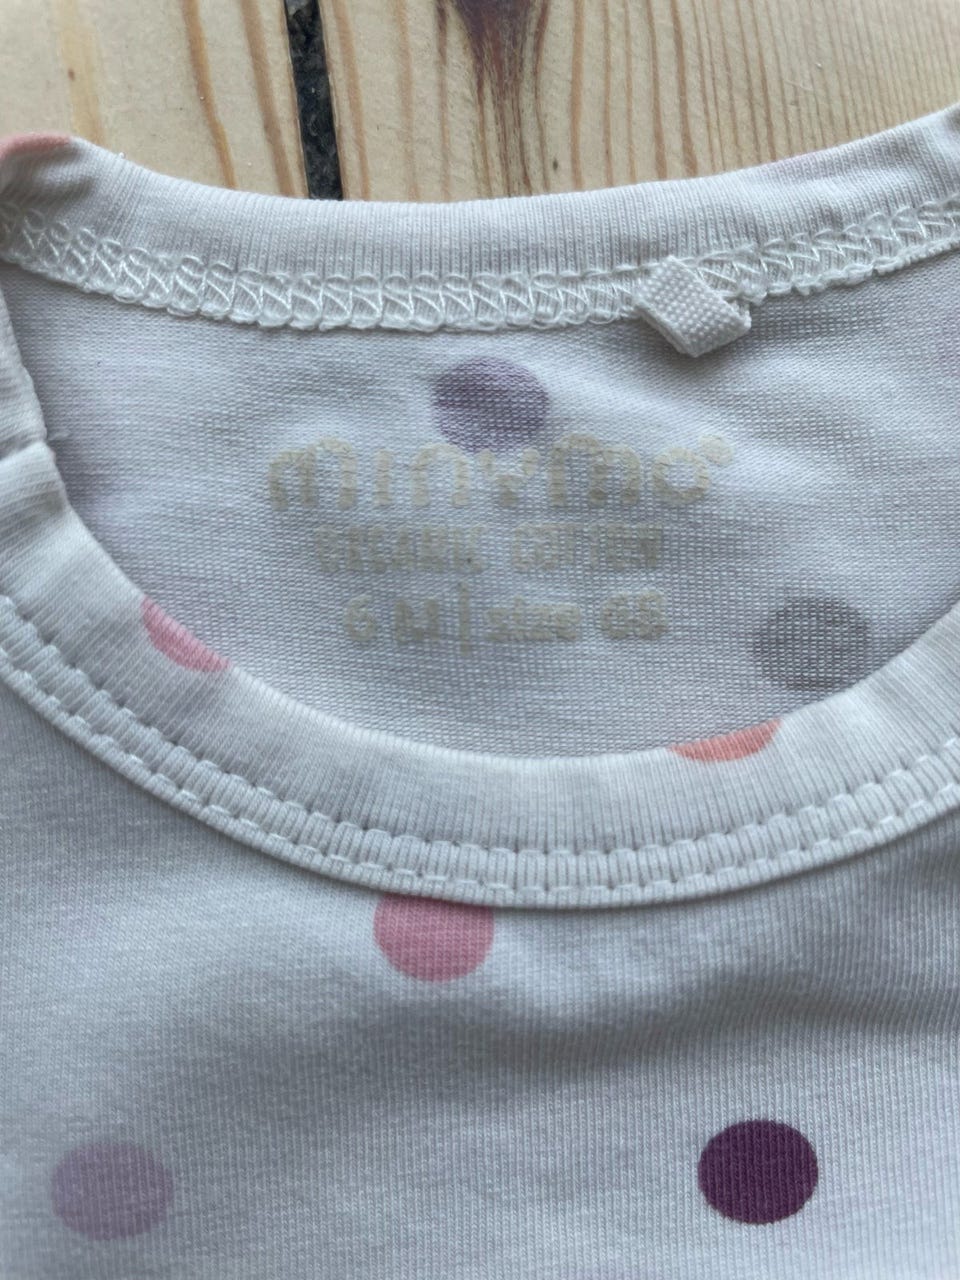 minymo®
ORGANIC COTTON
6 M | size 68